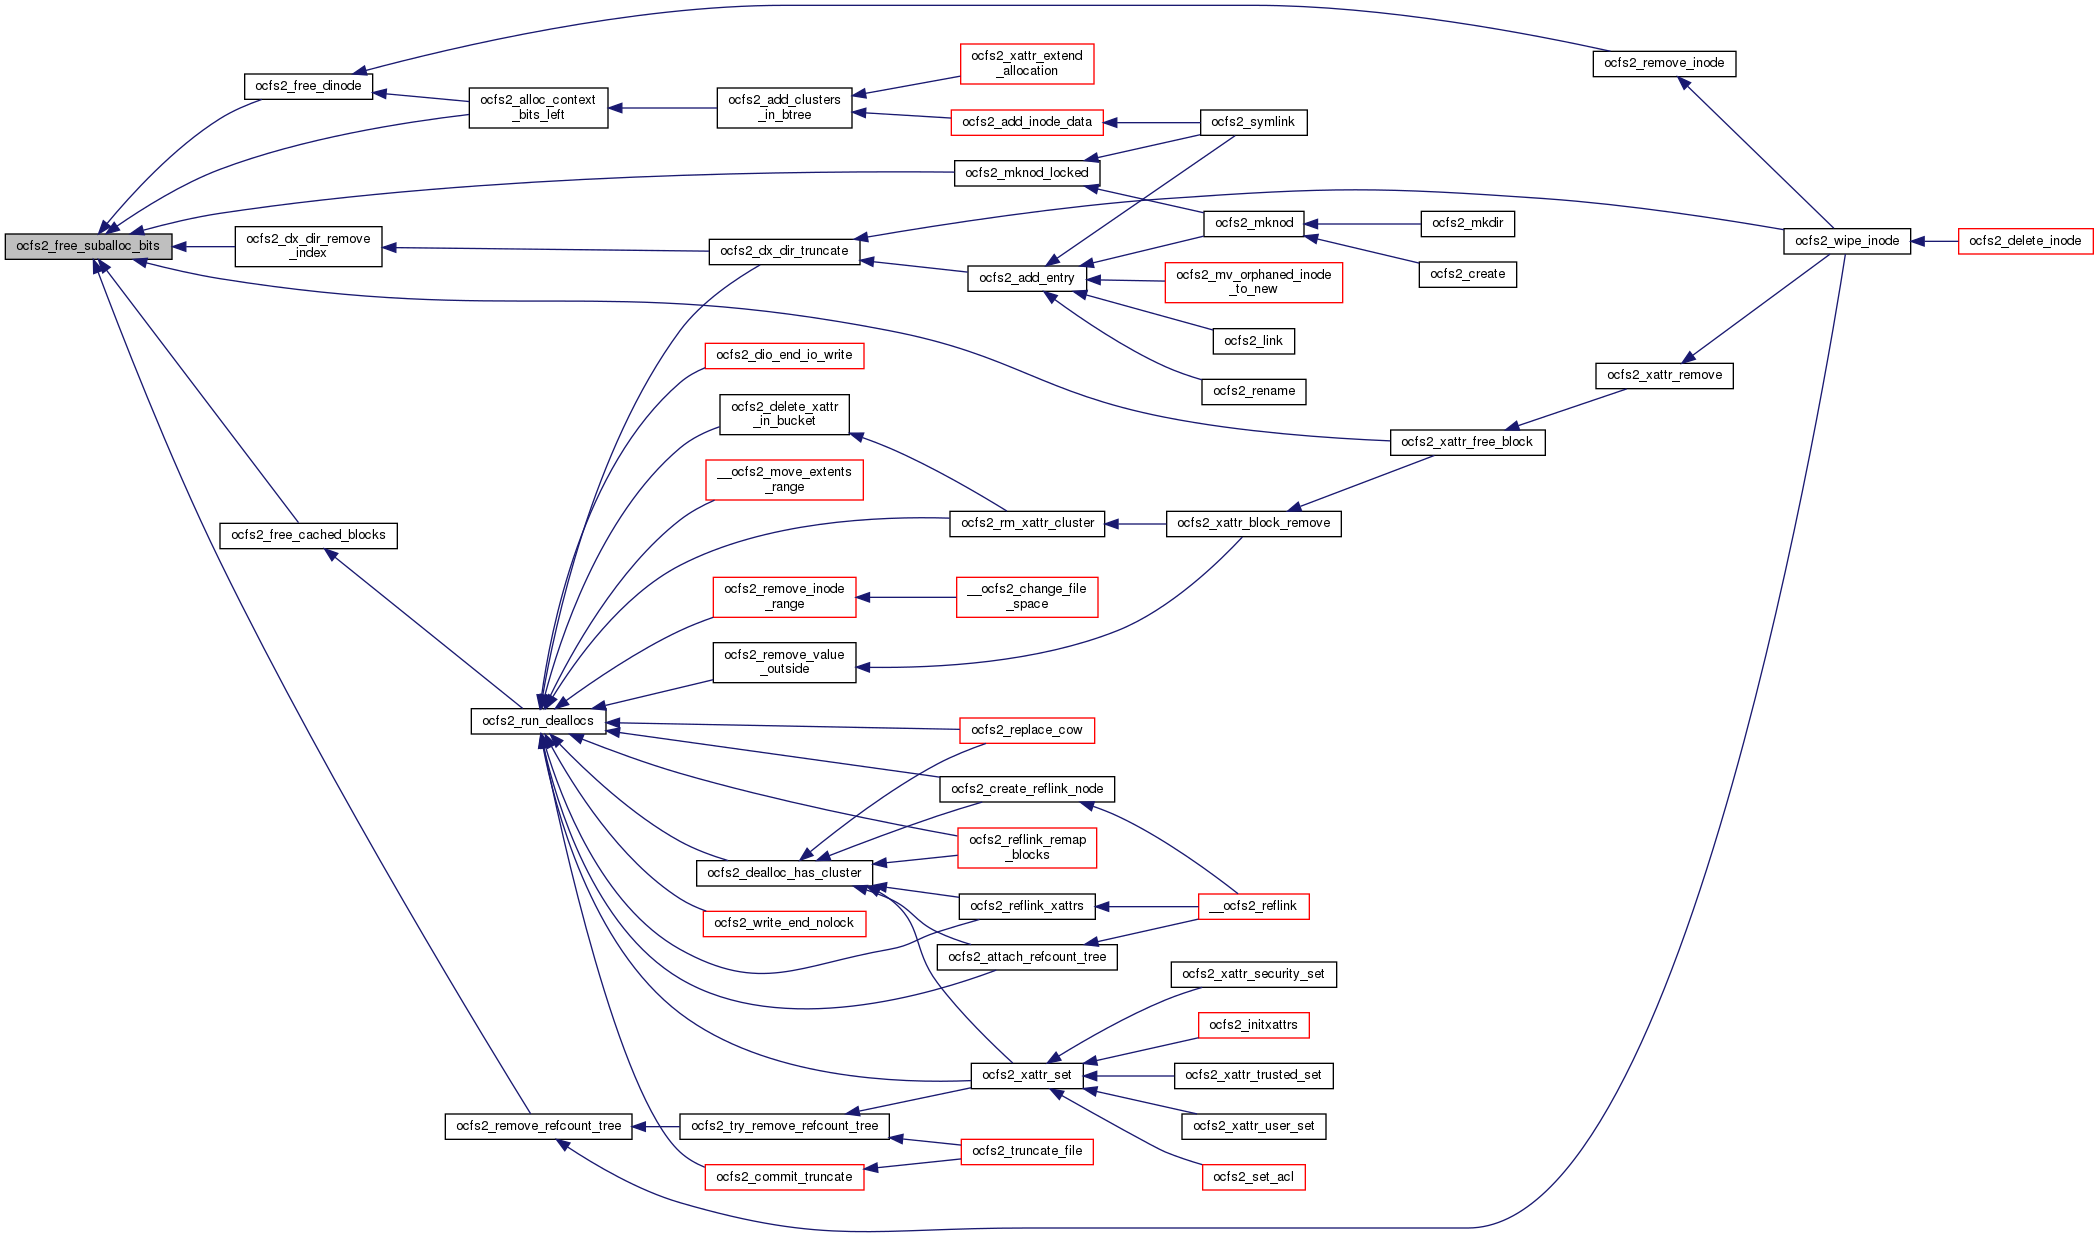 ocfs2_free_suballoc_bits
ocfs2_free_dinode
ocfs2_alloc_context
_bits_left
ocfs2_dx_dir_remove
_index
ocfs2_free_cached_blocks
ocfs2_run_deallocs
ocfs2_remove_refcount_tree
ocfs2_add_clusters
_in_btree
ocfs2_dx_dir_truncate
ocfs2_dio_end_io_write
ocfs2_delete_xattr
_in_bucket
__ocfs2_move_extents
_range
ocfs2_remove_inode
_range
ocfs2_remove_value
_outside
ocfs2_dealloc_has_cluster
ocfs2_write_end_nolock
ocfs2_try_remove_refcount_tree
ocfs2_commit_truncate
ocfs2_xattr_extend
_allocation
ocfs2_add_inode_data
ocfs2_mknod_locked
ocfs2_add_entry
ocfs2_rm_xattr_cluster
__ocfs2_change_file
_space
ocfs2_replace_cow
ocfs2_create_reflink_node
ocfs2_reflink_remap
_blocks
ocfs2_reflink_xattrs
ocfs2_attach_refcount_tree
ocfs2_xattr_set
ocfs2_truncate_file
ocfs2_symlink
ocfs2_mknod
ocfs2_mv_orphaned_inode
_to_new
ocfs2_link
ocfs2_rename
ocfs2_xattr_block_remove
__ocfs2_reflink
ocfs2_xattr_security_set
ocfs2_initxattrs
ocfs2_xattr_trusted_set
ocfs2_xattr_user_set
ocfs2_set_acl
ocfs2_mkdir
ocfs2_create
ocfs2_xattr_free_block
ocfs2_remove_inode
ocfs2_xattr_remove
ocfs2_wipe_inode
ocfs2_delete_inode